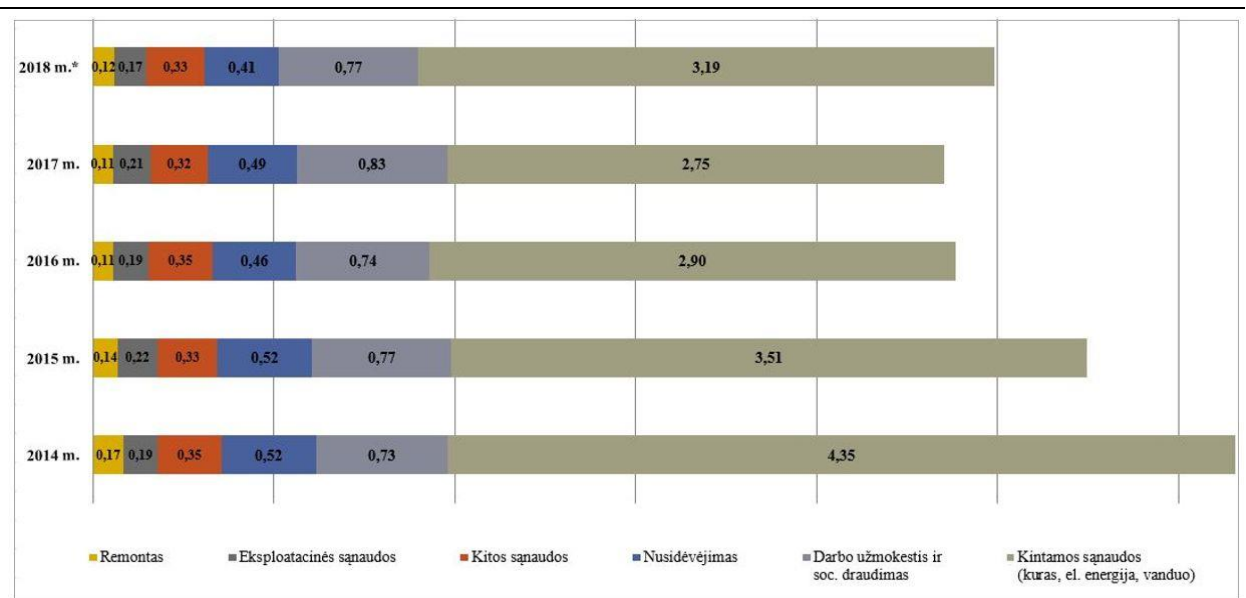 2018 m.* 0,12 0,17 0,33 0,41 0,77 3,19
2017 m. 0,11 0,21 0,32 0,49 0,83 2,75
2016 m. 0,11 0,19 0,35 0,46 0,74 2,90
2015 m. 0,14 0,22 0,33 0,52 0,77 3,51
2014 m. 0,17 0,19 0,35 0,52 0,73 4,35
Remontas Eksploatacinės sąnaudos Kitos sąnaudos Nusidėvėjimas Darbo užmokestis ir Kintamos sąnaudos
soc. draudimas (kuras, el. energija, vanduo)